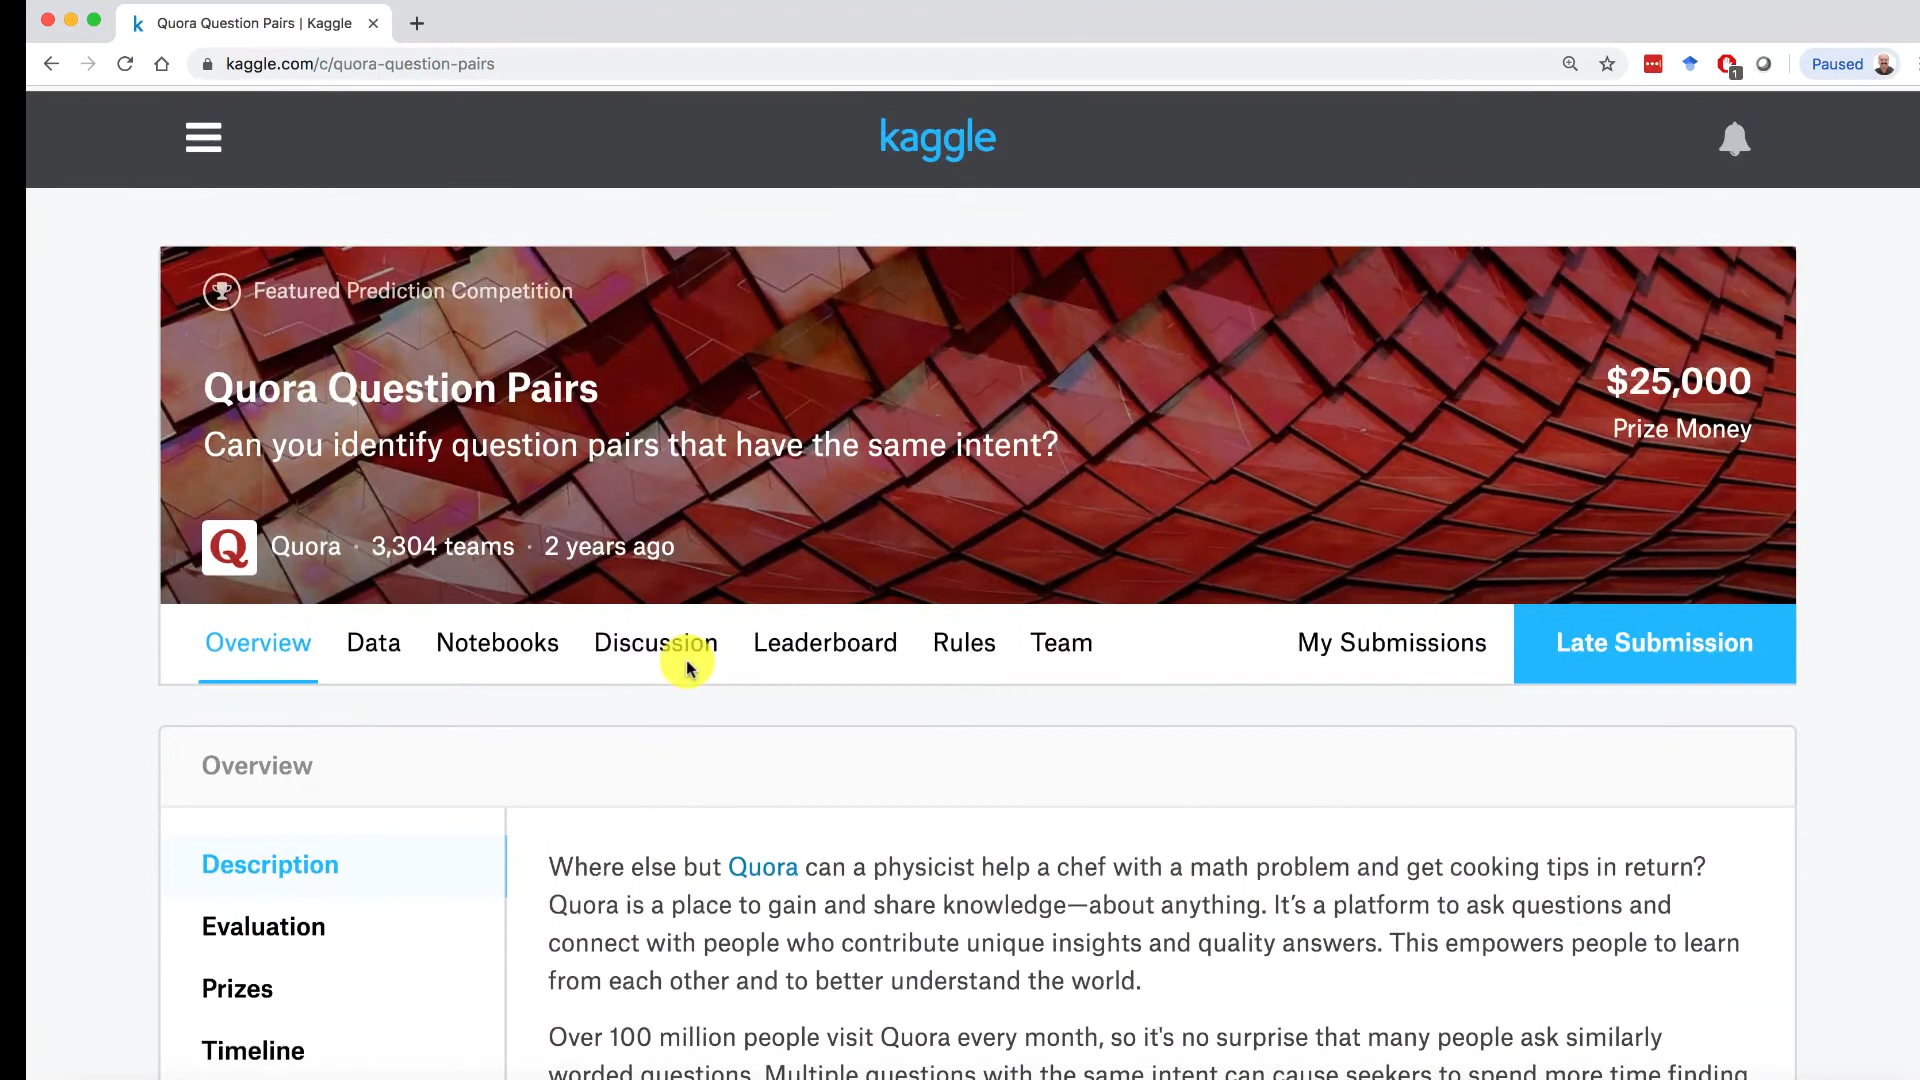 Quora Question Pairs | Kaggle
kaggle.com/c/quora-question-pairs
1
Paused
kaggle
Featured Prediction Competition
Quora Question Pairs
$25,000
Can you identify question pairs that have the same intent?
Prize Money
Q
Quora · 3,304 teams · 2 years ago
Overview Data Notebooks Discussion Leaderboard Rules Team My Submissions Late Submission
Overview
Description
Evaluation
Prizes
Timeline
Where else but Quora can a physicist help a chef with a math problem and get cooking tips in return?
Quora is a place to gain and share knowledge—about anything. It's a platform to ask questions and
connect with people who contribute unique insights and quality answers. This empowers people to learn
from each other and to better understand the world.
Over 100 million people visit Quora every month, so it's no surprise that many people ask similarly
worded questions. Multiple questions with the same intent can cause seekers to spend more time finding